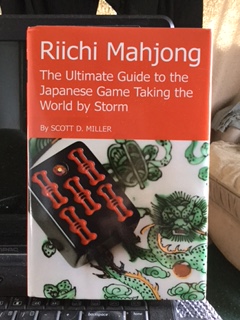 Riichi Mahjong
The Ultimate Guide to the
Japanese Game Taking the
World by Storm
By SCOTT D. MILLER